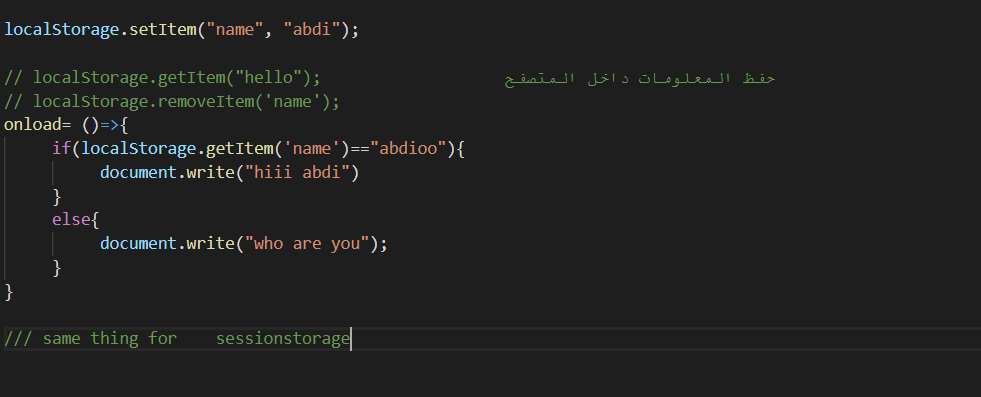 localStorage.setItem("name", "abdi");
// localStorage.getItem("hello"); حفظ المعلومات داخل المتصفح
// localStorage.removeItem('name');
onload= ()=>{
if(localStorage.getItem('name')=="abdioo"){
document.write("hiii abdi")
}
else{
document.write("who are you");
}
}
/// same thing for sessionstorage